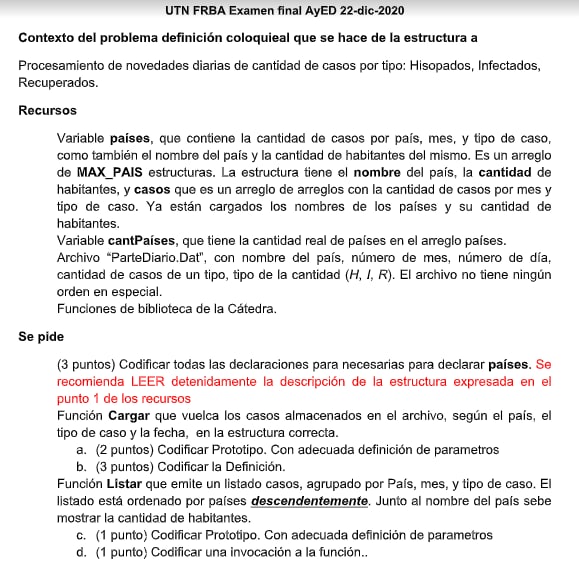 UTN FRBA Examen final AyED 22-dic-2020
Contexto del problema definición coloquieal que se hace de la estructura a
Procesamiento de novedades diarias de cantidad de casos por tipo: Hisopados, Infectados,
Recuperados.
Recursos
Variable países, que contiene la cantidad de casos por país, mes, y tipo de caso,
como también el nombre del país y la cantidad de habitantes del mismo. Es un arreglo
de MAX_PAIS estructuras. La estructura tiene el nombre del país, la cantidad de
habitantes, y casos que es un arreglo de arreglos con la cantidad de casos por mes y
tipo de caso. Ya están cargados los nombres de los países y su cantidad de
habitantes.
Variable cantPaíses, que tiene la cantidad real de países en el arreglo países.
Archivo “ParteDiario.Dat”, con nombre del país, número de mes, número de día,
cantidad de casos de un tipo, tipo de la cantidad (H, I, R). El archivo no tiene ningún
orden en especial.
Funciones de biblioteca de la Cátedra.
Se pide
(3 puntos) Codificar todas las declaraciones para necesarias para declarar países. Se
recomienda LEER detenidamente la descripción de la estructura expresada en el
punto 1 de los recursos
Función Cargar que vuelca los casos almacenados en el archivo, según el país, el
tipo de caso y la fecha, en la estructura correcta.
a. (2 puntos) Codificar Prototipo. Con adecuada definición de parametros
b. (3 puntos) Codificar la Definición.
Función Listar que emite un listado casos, agrupado por País, mes, y tipo de caso. El
listado está ordenado por países descendentemente. Junto al nombre del país sebe
mostrar la cantidad de habitantes.
c. (1 punto) Codificar Prototipo. Con adecuada definición de parametros
d. (1 punto) Codificar una invocación a la función..